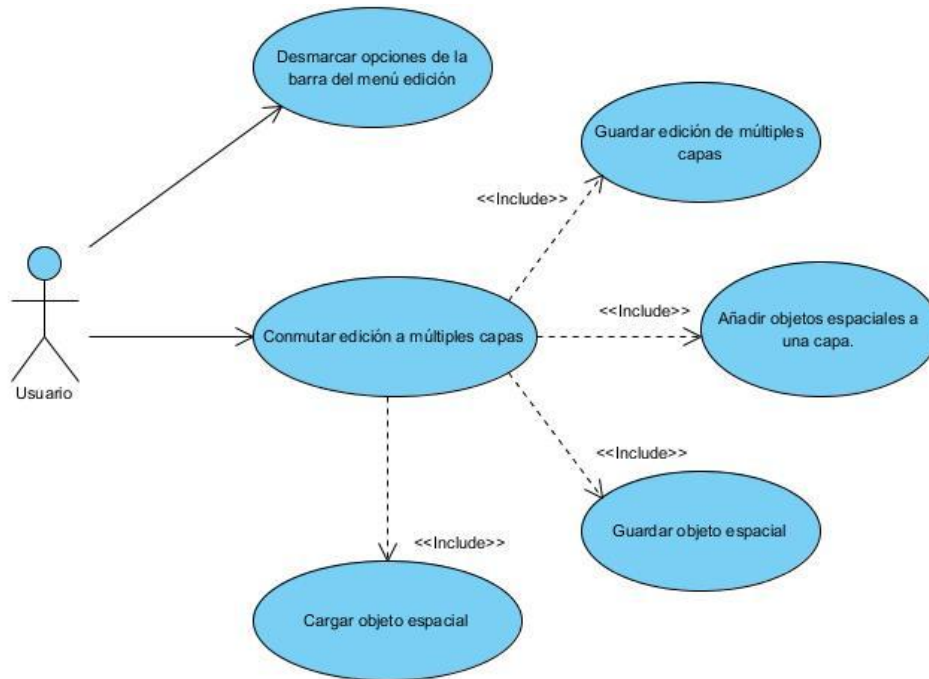 Desmarcar opciones de la
barra del menú edición
Guardar edición de múltiples
capas
<<Include>>
Usuario
Conmutar edición a múltiples capas
<<Include>>
Añadir objetos espaciales a
una capa.
<<Include>>
Guardar objeto espacial
<<Include>>
Cargar objeto espacial